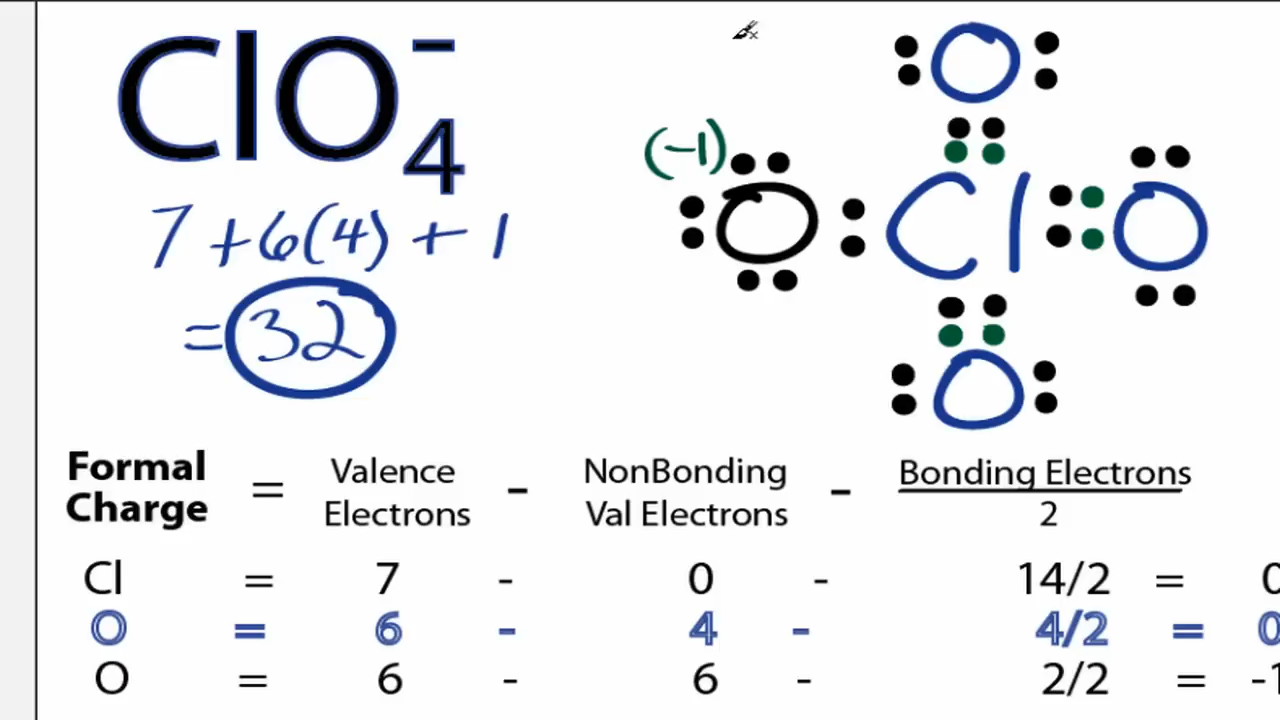 ClO₄⁻
7 + 6(4) + 1
= 32
O
(-1)
O Cl O
O
Formal Charge = Valence Electrons - NonBonding Val Electrons - Bonding Electrons / 2
Cl = 7 - 0 - 14/2 = 0
O = 6 - 4 - 4/2 = 0
O = 6 - 6 - 2/2 = -1